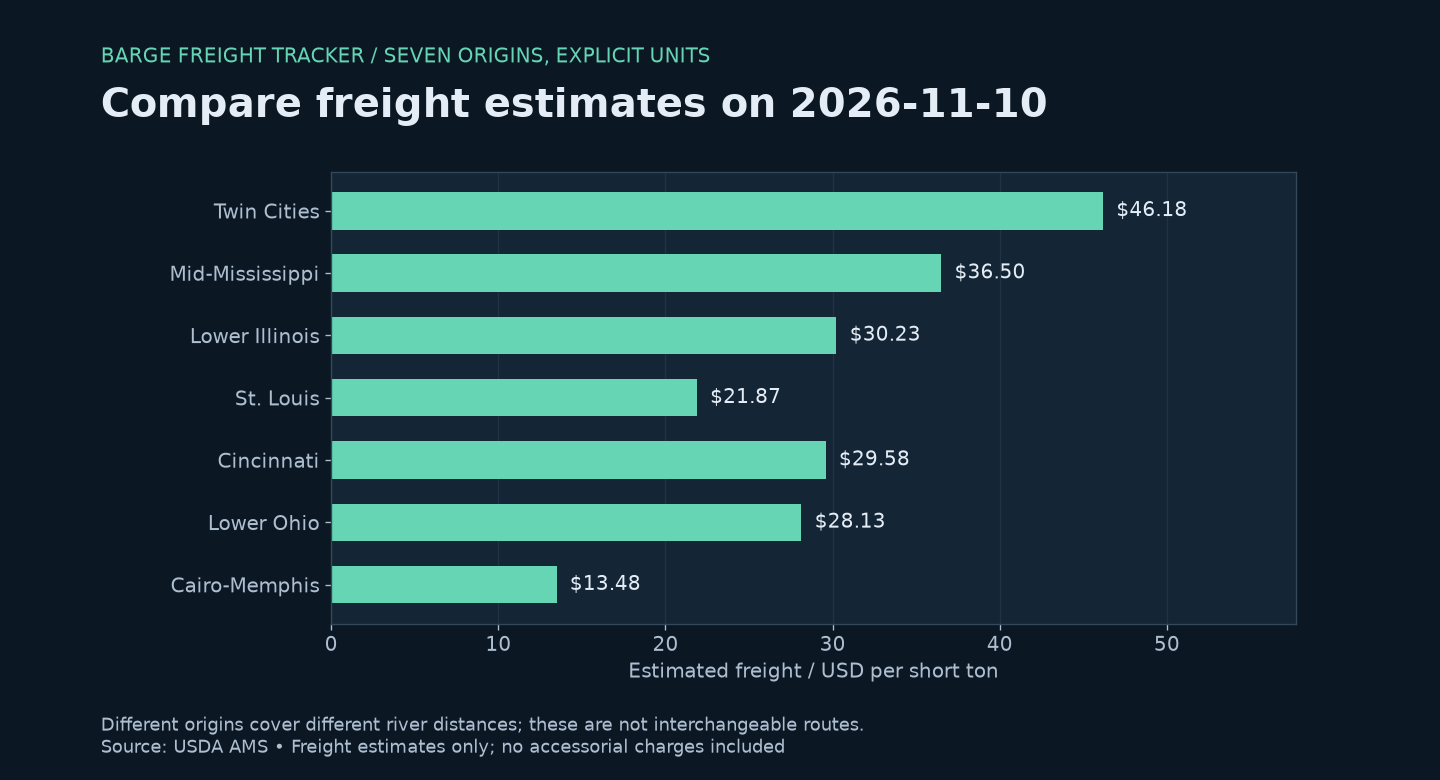 BARGE FREIGHT TRACKER / SEVEN ORIGINS, EXPLICIT UNITS
Compare freight estimates on 2026-11-10
Twin Cities $46.18
Mid-Mississippi $36.50
Lower Illinois $30.23
St. Louis $21.87
Cincinnati $29.58
Lower Ohio $28.13
Cairo-Memphis $13.48
0 10 20 30 40 50
Estimated freight / USD per short ton
Different origins cover different river distances; these are not interchangeable routes.
Source: USDA AMS • Freight estimates only; no accessorial charges included